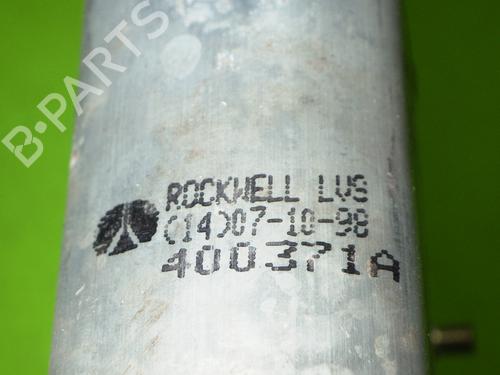 B-PARTS
ROCKWELL LVS
(14)07-10-98
400371A